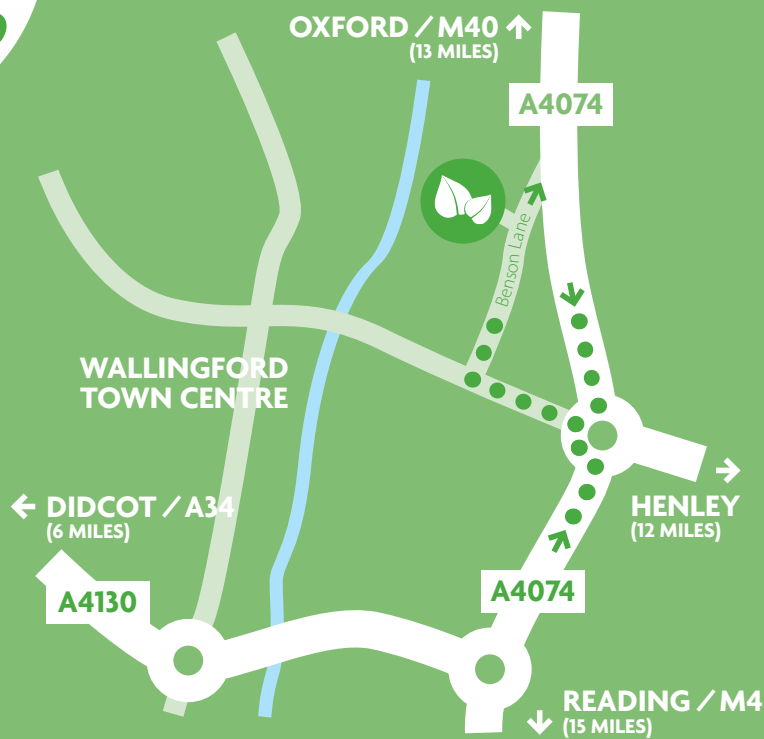 OXFORD / M40 ↑
(13 MILES)
A4074
Benson Lane
WALLINGFORD
TOWN CENTRE
← DIDCOT / A34
(6 MILES)
→
HENLEY
(12 MILES)
A4130
A4074
↓ READING / M4
(15 MILES)